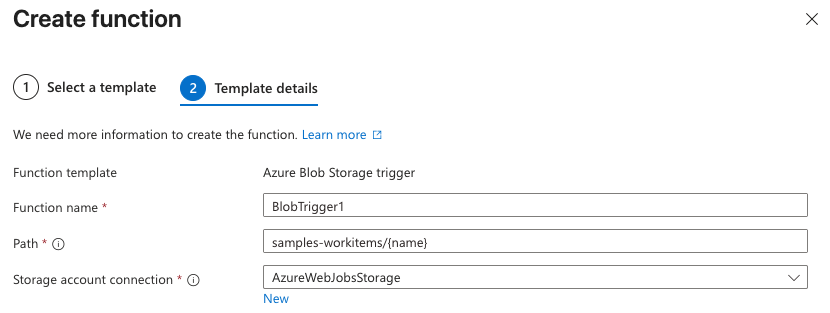 Create function
1 Select a template 2 Template details
We need more information to create the function. Learn more
Function template Azure Blob Storage trigger
Function name * BlobTrigger1
Path * samples-workitems/{name}
Storage account connection * AzureWebJobsStorage
New